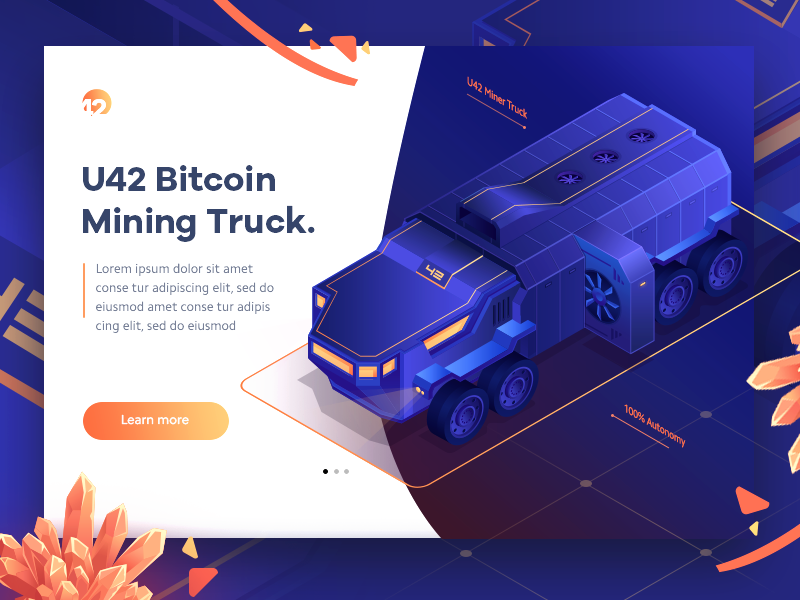 42
U42 Bitcoin
Mining Truck.
Lorem ipsum dolor sit amet
conse tur adipiscing elit, sed do
eiusmod amet conse tur adipis
cing elit, sed do eiusmod
Learn more
U42 Miner Truck
43
100% Autonomy